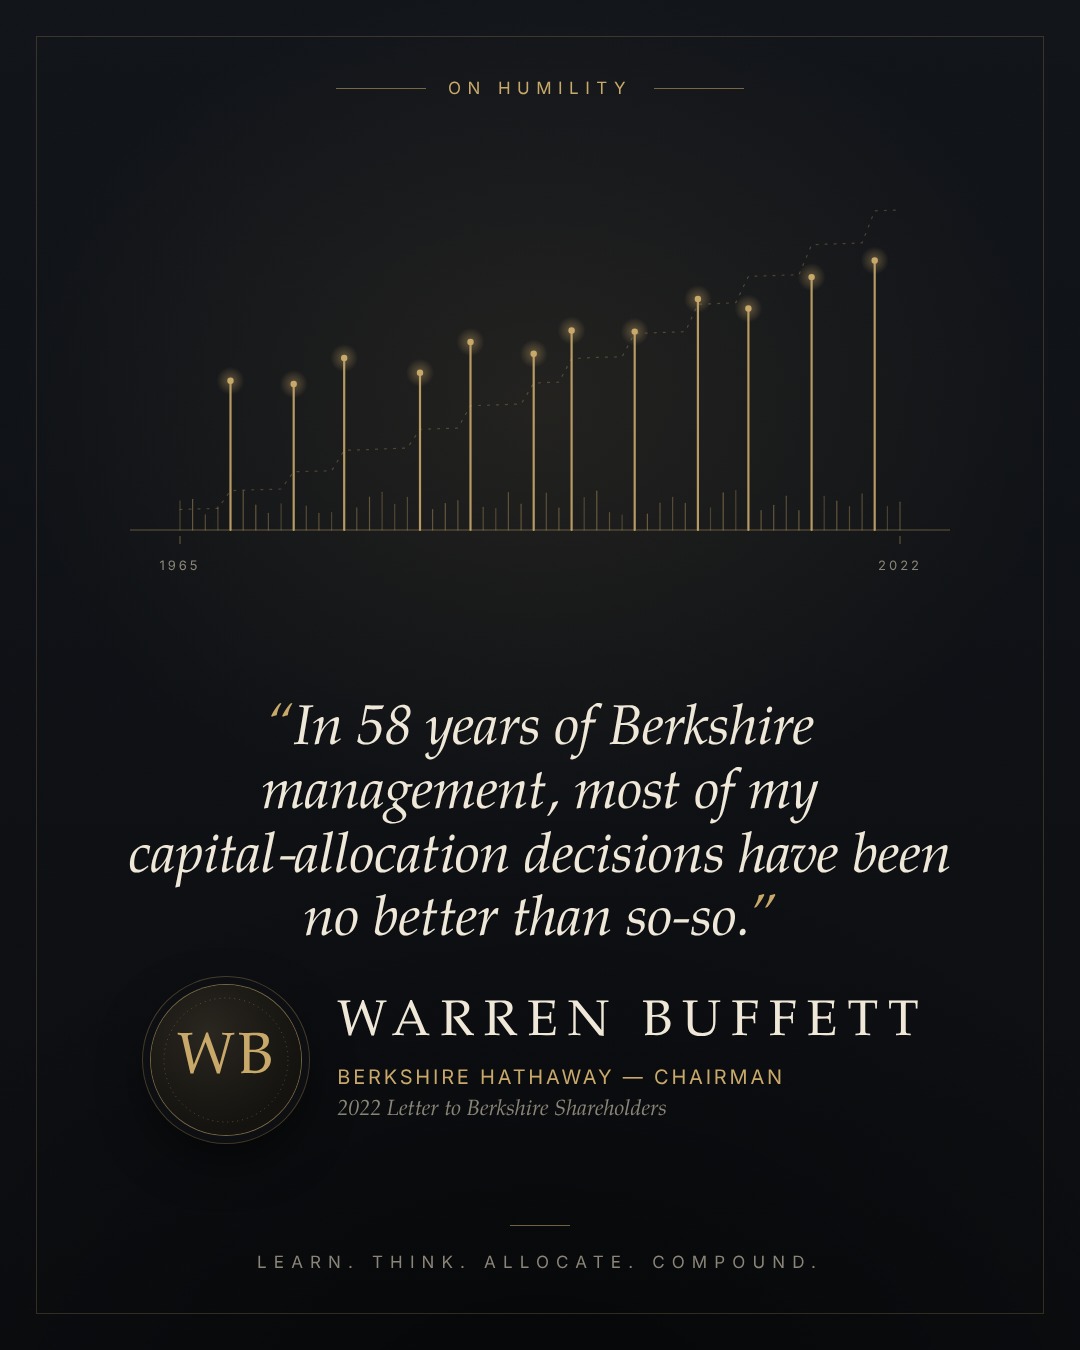 ON HUMILITY
1965
2022
“In 58 years of Berkshire
management, most of my
capital-allocation decisions have been
no better than so-so.”
WB
WARREN BUFFETT
BERKSHIRE HATHAWAY — CHAIRMAN
2022 Letter to Berkshire Shareholders
LEARN. THINK. ALLOCATE. COMPOUND.